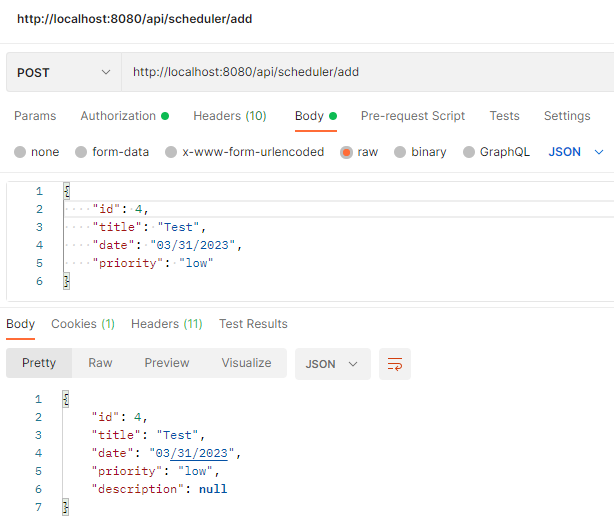 http://localhost:8080/api/scheduler/add
POST http://localhost:8080/api/scheduler/add
Params Authorization Headers (10) Body Pre-request Script Tests Settings
none form-data x-www-form-urlencoded raw binary GraphQL JSON
1 {
2 "id": 4,
3 "title": "Test",
4 "date": "03/31/2023",
5 "priority": "low"
6 }
Body Cookies (1) Headers (11) Test Results
Pretty Raw Preview Visualize JSON
1 {
2 "id": 4,
3 "title": "Test",
4 "date": "03/31/2023",
5 "priority": "low",
6 "description": null
7 }